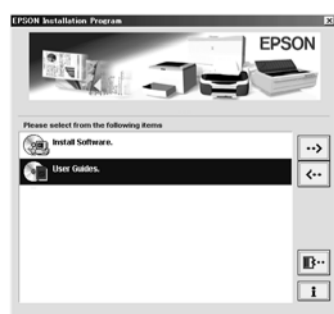 EPSON Installation Program
EPSON
Please select from the following items
Install Software.
User Guides.
-->
<--
i